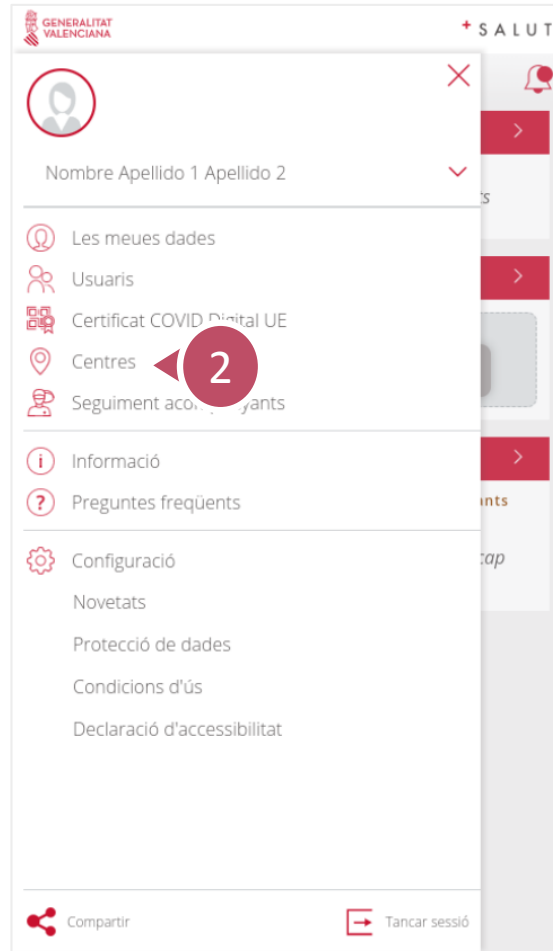 GENERALITAT
VALENCIANA
+ SALUT
Nombre Apellido 1 Apellido 2
Les meues dades
Usuaris
Certificat COVID Digital UE
Centres
2
Seguiment acompanyants
Informació
Preguntes freqüents
Configuració
Novetats
Protecció de dades
Condicions d'ús
Declaració d'accessibilitat
Compartir
Tancar sessió